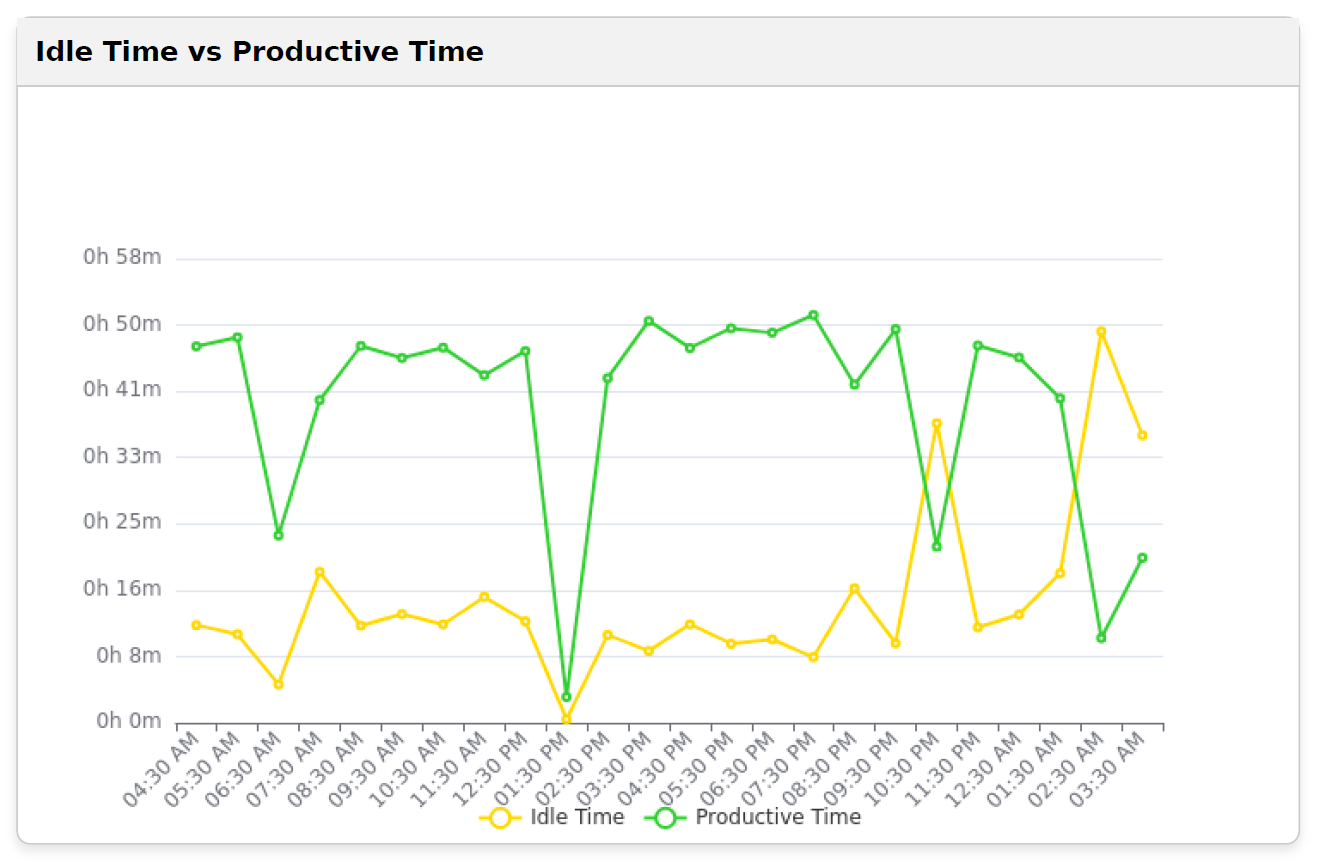 Idle Time vs Productive Time
0h 58m
0h 50m
0h 41m
0h 33m
0h 25m
0h 16m
0h 8m
0h 0m
04:30 AM
05:30 AM
06:30 AM
07:30 AM
08:30 AM
09:30 AM
10:30 AM
11:30 AM
12:30 PM
01:30 PM
02:30 PM
03:30 PM
04:30 PM
05:30 PM
06:30 PM
07:30 PM
08:30 PM
09:30 PM
10:30 PM
11:30 PM
12:30 AM
01:30 AM
02:30 AM
03:30 AM
Idle Time
Productive Time